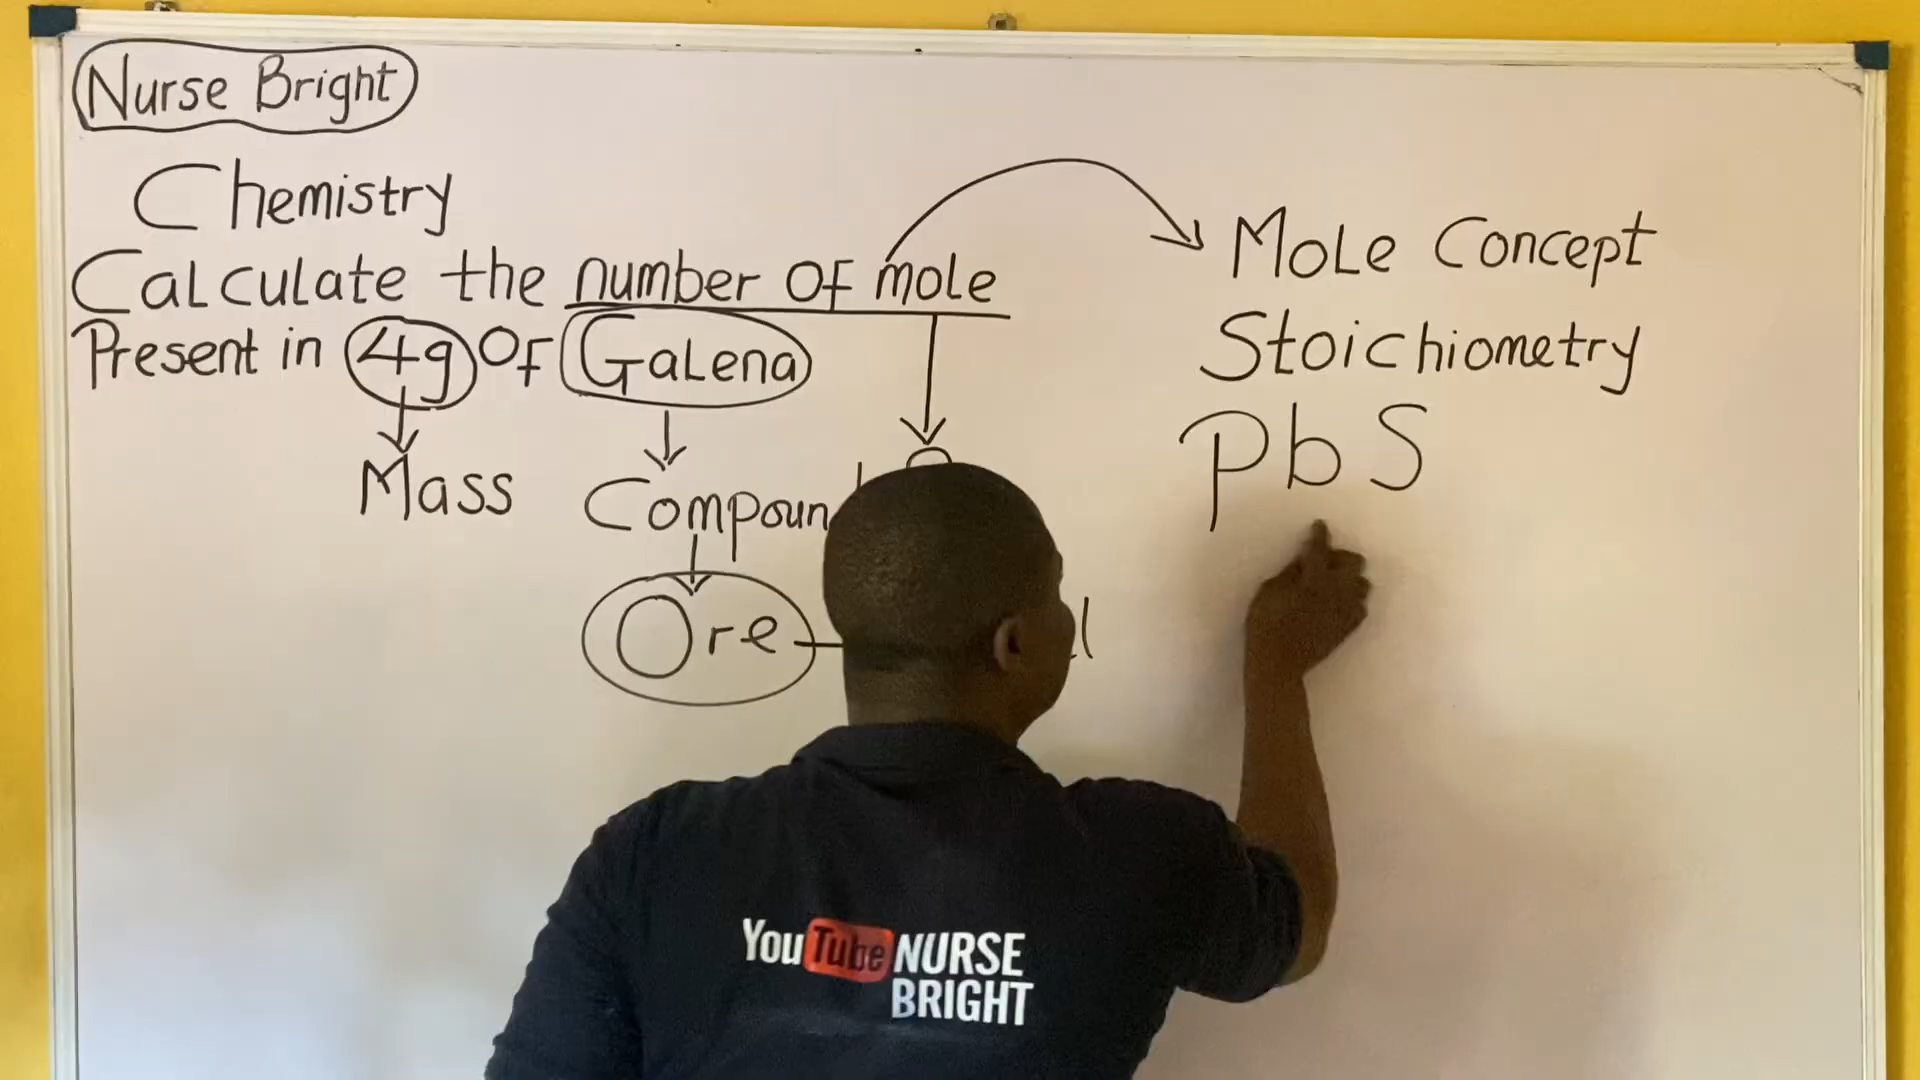 Nurse Bright
Chemistry
Calculate the number of mole
Present in 4g of Galena
Mass
Ore
Mole Concept
Stoichiometry
PbS
YouTube NURSE
BRIGHT